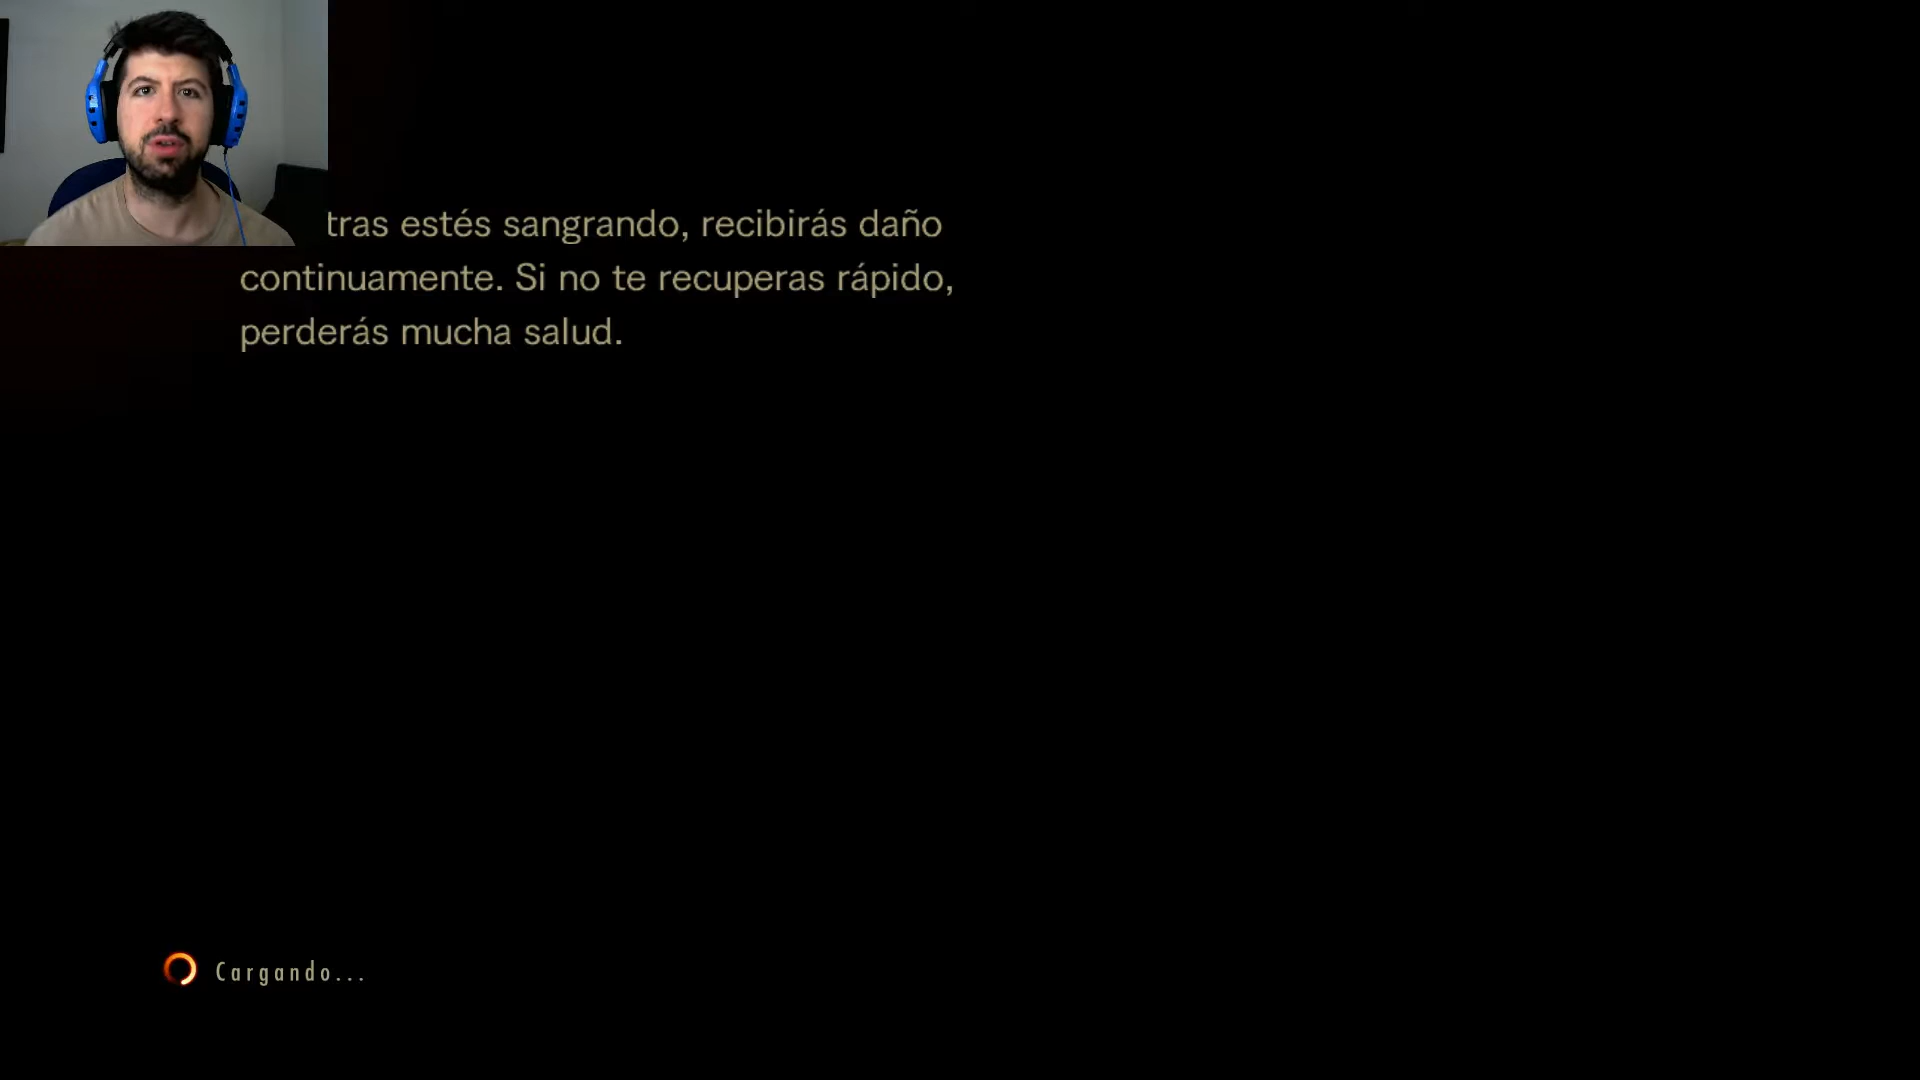 tras estés sangrando, recibirás daño
continuamente. Si no te recuperas rápido,
perderás mucha salud.
Cargando...